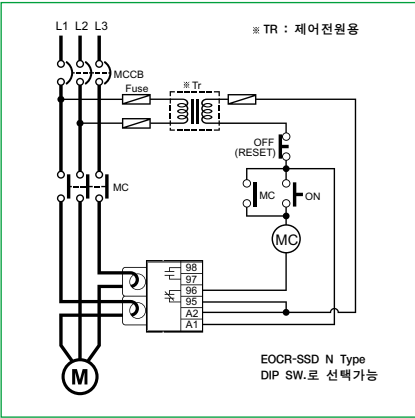 L1 L2 L3
※ TR : 제어전원용
MCCB
Fuse
※ Tr
OFF
(RESET)
MC
MC
ON
MC
98
97
96
95
A2
A1
M
EOCR-SSD N Type
DIP SW.로 선택가능